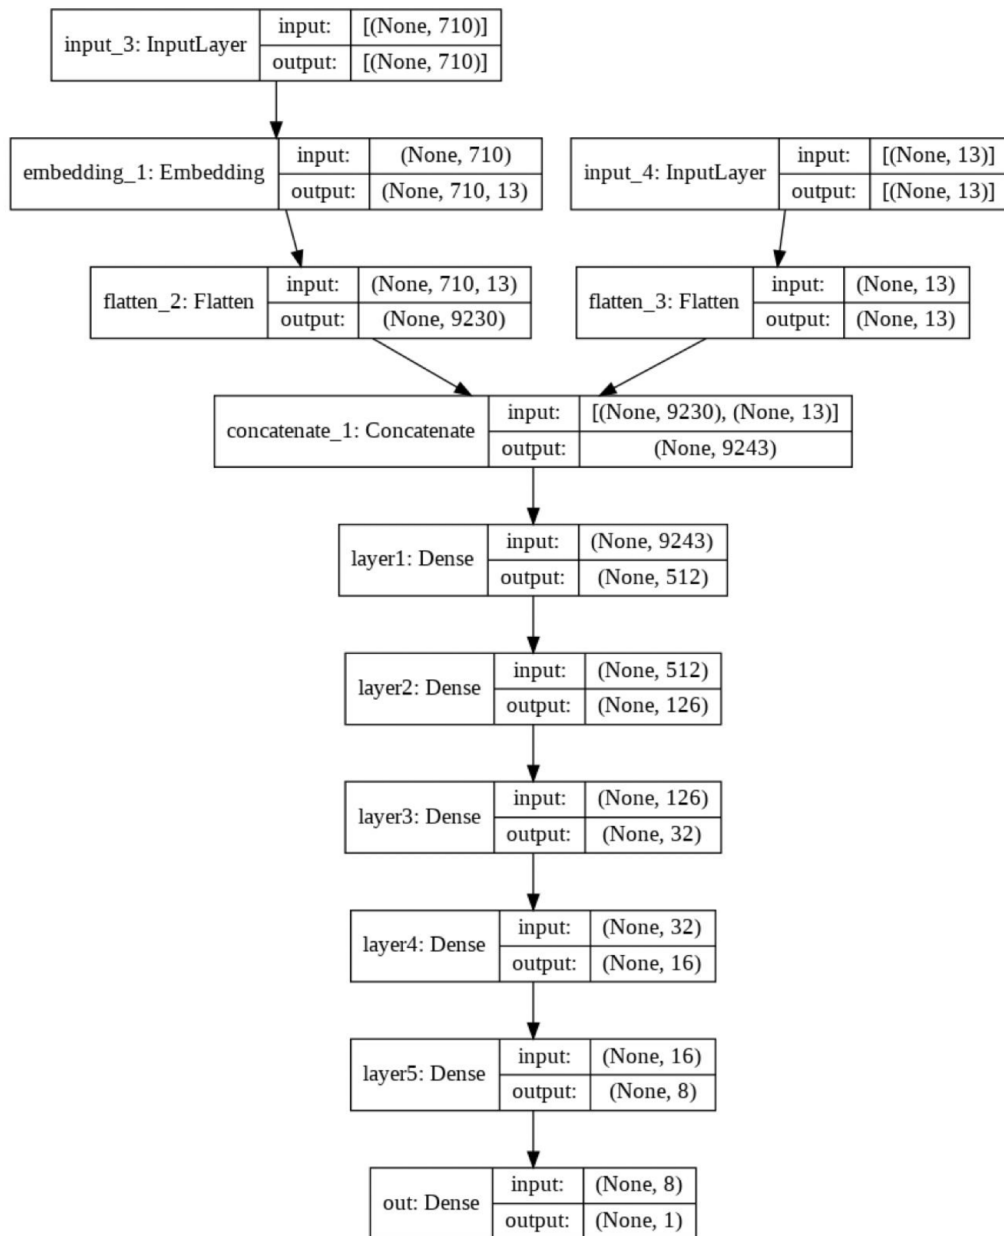 input_3: InputLayer
input: [(None, 710)]
output: [(None, 710)]
embedding_1: Embedding
input: (None, 710)
output: (None, 710, 13)
input_4: InputLayer
input: [(None, 13)]
output: [(None, 13)]
flatten_2: Flatten
input: (None, 710, 13)
output: (None, 9230)
flatten_3: Flatten
input: (None, 13)
output: (None, 13)
concatenate_1: Concatenate
input: [(None, 9230), (None, 13)]
output: (None, 9243)
layer1: Dense
input: (None, 9243)
output: (None, 512)
layer2: Dense
input: (None, 512)
output: (None, 126)
layer3: Dense
input: (None, 126)
output: (None, 32)
layer4: Dense
input: (None, 32)
output: (None, 16)
layer5: Dense
input: (None, 16)
output: (None, 8)
out: Dense
input: (None, 8)
output: (None, 1)